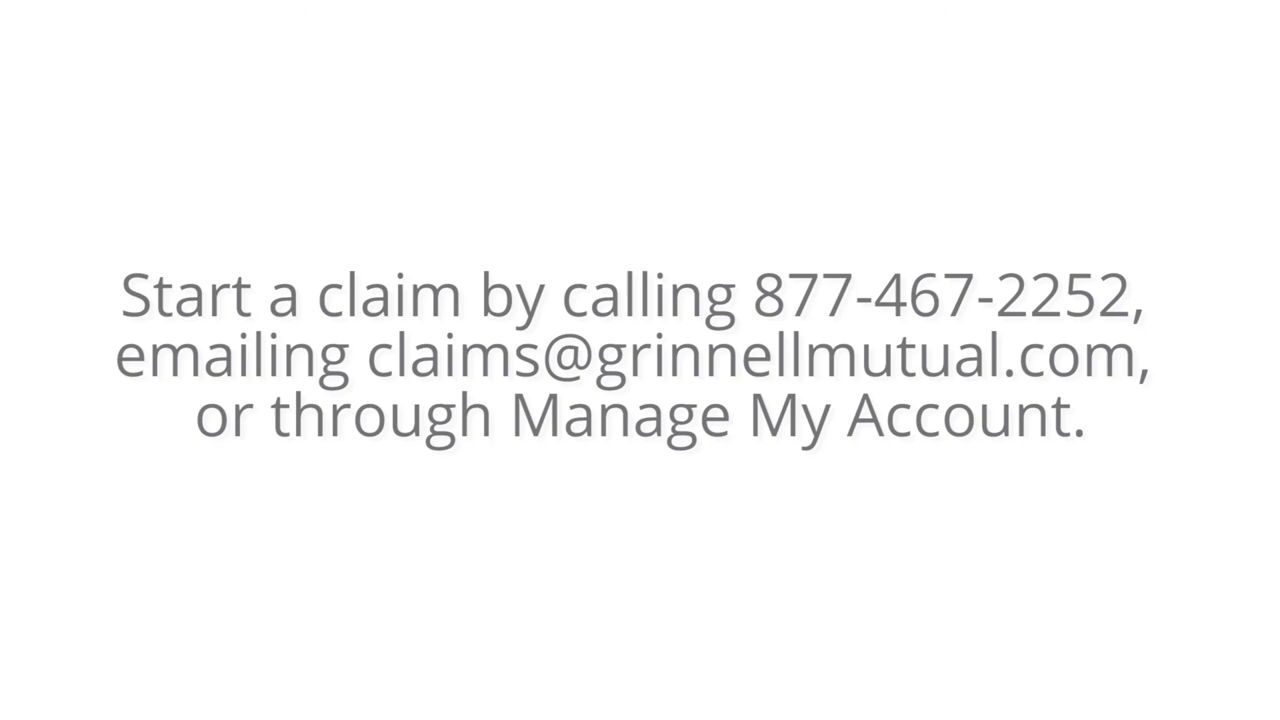 Start a claim by calling 877-467-2252,
emailing claims@grinnellmutual.com,
or through Manage My Account.